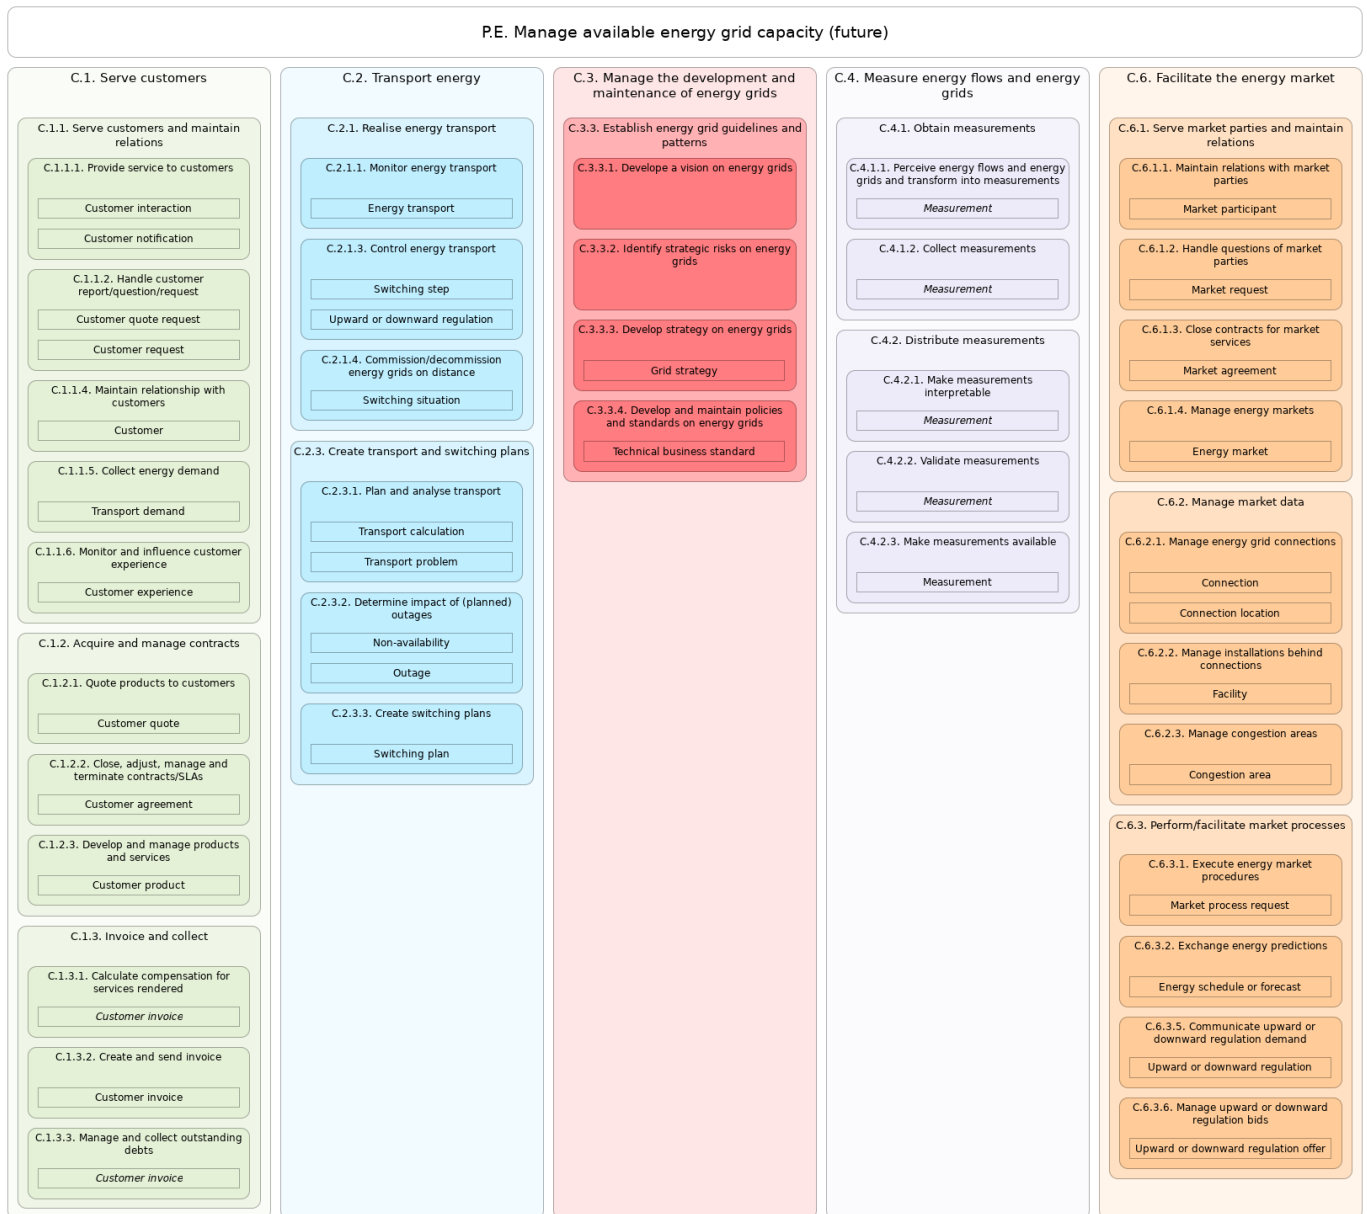 P.E. Manage available energy grid capacity (future)
C.1. Serve customers
C.1.1. Serve customers and maintain
relations
C.1.1.1. Provide service to customers
Customer interaction
Customer notification
C.1.1.2. Handle customer
report/question/request
Customer quote request
Customer request
C.1.1.4. Maintain relationship with
customers
Customer
C.1.1.5. Collect energy demand
Transport demand
C.1.1.6. Monitor and influence customer
experience
Customer experience
C.1.2. Acquire and manage contracts
C.1.2.1. Quote products to customers
Customer quote
C.1.2.2. Close, adjust, manage and
terminate contracts/SLAs
Customer agreement
C.1.2.3. Develop and manage products
and services
Customer product
C.1.3. Invoice and collect
C.1.3.1. Calculate compensation for
services rendered
Customer invoice
C.1.3.2. Create and send invoice
Customer invoice
C.1.3.3. Manage and collect outstanding
debts
Customer invoice
C.2. Transport energy
C.2.1. Realise energy transport
C.2.1.1. Monitor energy transport
Energy transport
C.2.1.3. Control energy transport
Switching step
Upward or downward regulation
C.2.1.4. Commission/decommission
energy grids on distance
Switching situation
C.2.3. Create transport and switching plans
C.2.3.1. Plan and analyse transport
Transport calculation
Transport problem
C.2.3.2. Determine impact of (planned)
outages
Non-availability
Outage
C.2.3.3. Create switching plans
Switching plan
C.3. Manage the development and
maintenance of energy grids
C.3.3. Establish energy grid guidelines and
patterns
C.3.3.1. Develope a vision on energy grids
C.3.3.2. Identify strategic risks on energy
grids
C.3.3.3. Develop strategy on energy grids
Grid strategy
C.3.3.4. Develop and maintain policies
and standards on energy grids
Technical business standard
C.4. Measure energy flows and energy
grids
C.4.1. Obtain measurements
C.4.1.1. Perceive energy flows and energy
grids and transform into measurements
Measurement
C.4.1.2. Collect measurements
Measurement
C.4.2. Distribute measurements
C.4.2.1. Make measurements
interpretable
Measurement
C.4.2.2. Validate measurements
Measurement
C.4.2.3. Make measurements available
Measurement
C.6. Facilitate the energy market
C.6.1. Serve market parties and maintain
relations
C.6.1.1. Maintain relations with market
parties
Market participant
C.6.1.2. Handle questions of market
parties
Market request
C.6.1.3. Close contracts for market
services
Market agreement
C.6.1.4. Manage energy markets
Energy market
C.6.2. Manage market data
C.6.2.1. Manage energy grid connections
Connection
Connection location
C.6.2.2. Manage installations behind
connections
Facility
C.6.2.3. Manage congestion areas
Congestion area
C.6.3. Perform/facilitate market processes
C.6.3.1. Execute energy market
procedures
Market process request
C.6.3.2. Exchange energy predictions
Energy schedule or forecast
C.6.3.5. Communicate upward or
downward regulation demand
Upward or downward regulation
C.6.3.6. Manage upward or downward
regulation bids
Upward or downward regulation offer